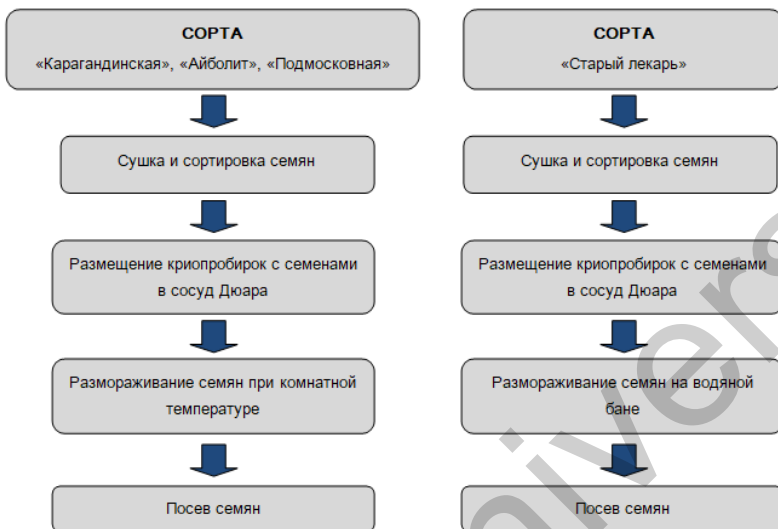 СОРТА
«Карагандинская», «Айболит», «Подмосковная»
Сушка и сортировка семян
Размещение криопробирок с семенами
в сосуд Дюара
Размораживание семян при комнатной
температуре
Посев семян
СОРТА
«Старый лекарь»
Сушка и сортировка семян
Размещение криопробирок с семенами
в сосуд Дюара
Размораживание семян на водяной
бане
Посев семян